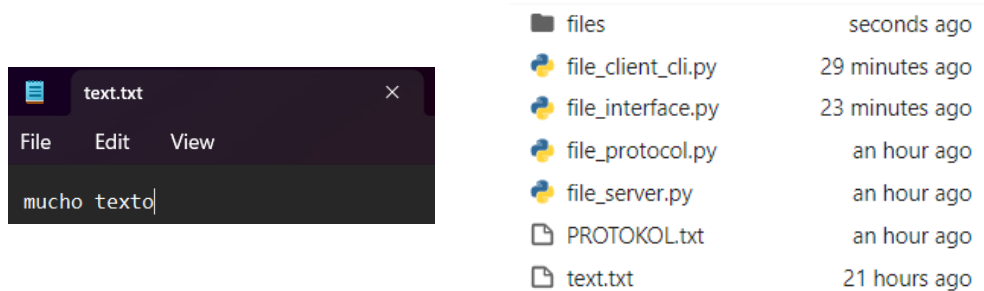 text.txt
File Edit View
mucho texto
files seconds ago
file_client_cli.py 29 minutes ago
file_interface.py 23 minutes ago
file_protocol.py an hour ago
file_server.py an hour ago
PROTOKOL.txt an hour ago
text.txt 21 hours ago